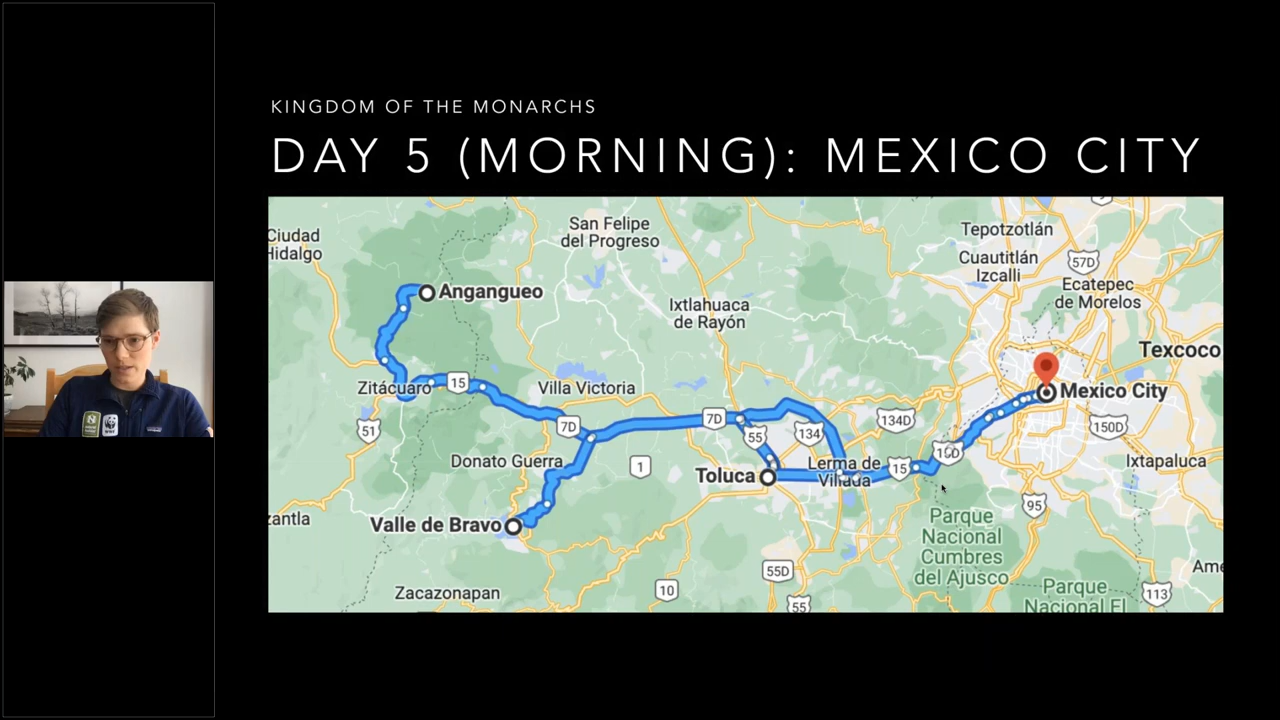 KINGDOM OF THE MONARCHS
DAY 5 (MORNING): MEXICO CITY
Ciudad
Hidalgo
San Felipe
del Progreso
Tepotzotlán
Cuautitlán
Izcalli
57D
Ecatepec
de Morelos
Angangueo
Ixtlahuaca
de Rayón
Texcoco
Zitácuaro
15
Villa Victoria
Mexico City
51
7D
7D
55
134
134D
150D
Donato Guerra
1
Toluca
Lerma de
Villada
15
15D
Ixtapaluca
zantla
Valle de Bravo
95
Parque
Nacional
Cumbres
del Ajusco
55D
Ame
Zacazonapan
10
55
Parque
Nacional El
113
WWF